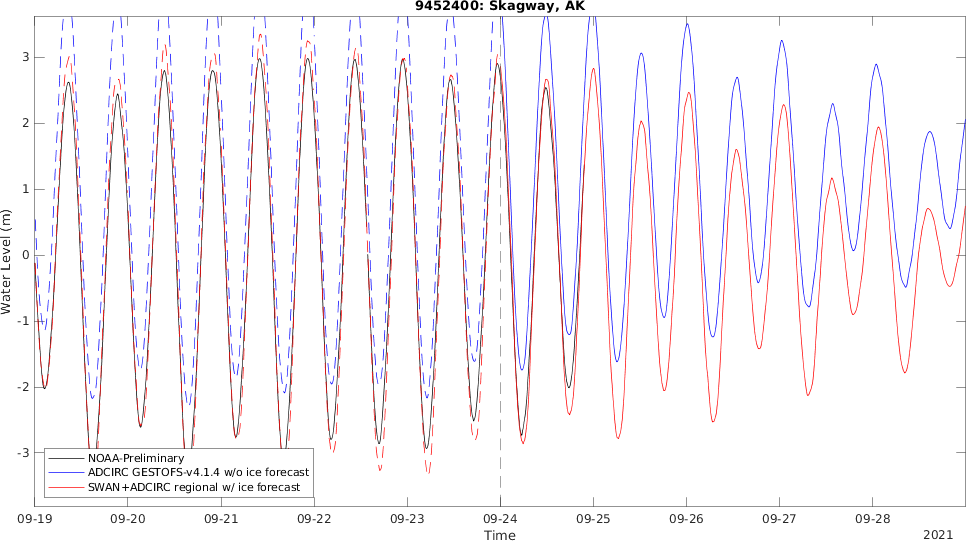 9452400: Skagway, AK
3
2
1
0
-1
-2
-3
Water Level (m)
NOAA-Preliminary
ADCIRC GESTOFS-v4.1.4 w/o ice forecast
SWAN+ADCIRC regional w/ ice forecast
09-19 09-20 09-21 09-22 09-23 09-24 09-25 09-26 09-27 09-28
Time
2021